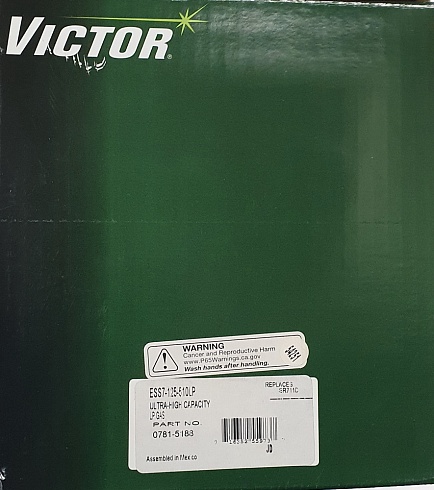 VICTOR
WARNING
Cancer and Reproductive Harm
www.P65Warnings.ca.gov
Wash hands after handling.
ESS7-125-510LP
ULTRA-HIGH CAPACITY
LP GAS
PART NO
0781-5188
Assembled in Mexico
REPLACES
SR711C
JD